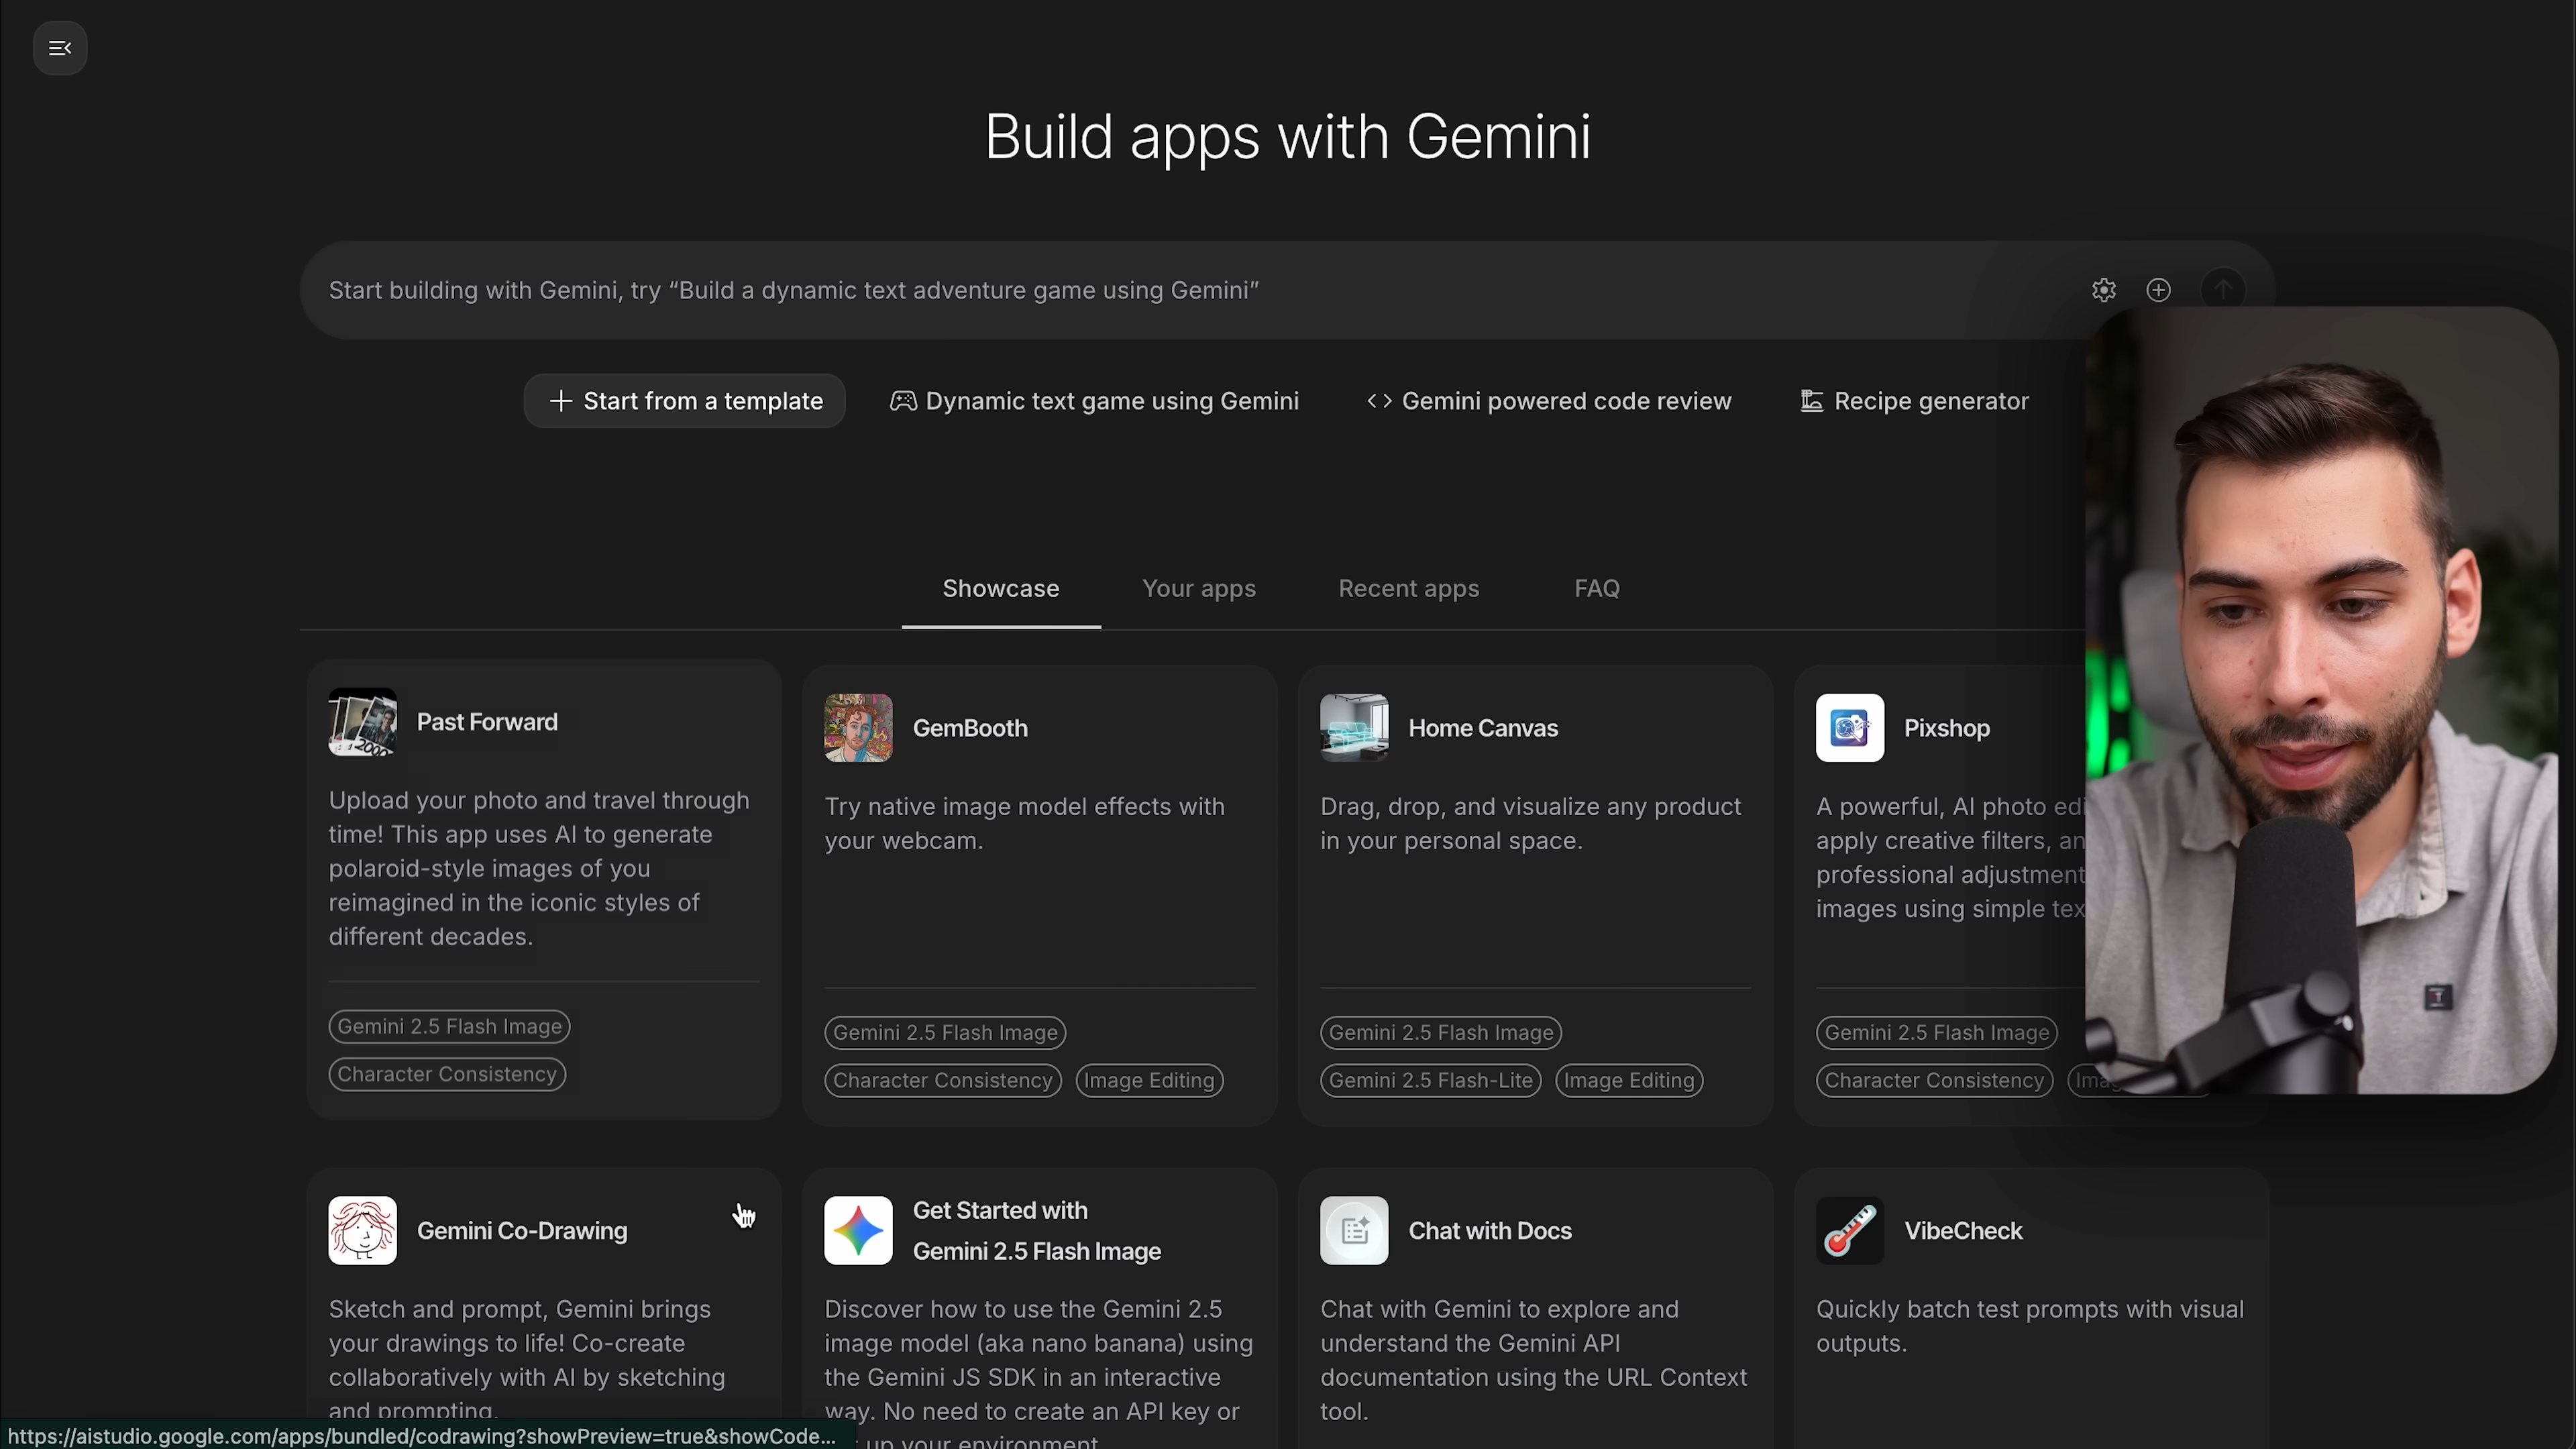 Build apps with Gemini
Start building with Gemini, try “Build a dynamic text adventure game using Gemini”
Start from a template
Dynamic text game using Gemini
Gemini powered code review
Recipe generator
Showcase
Your apps
Recent apps
FAQ
Past Forward
Upload your photo and travel through
time! This app uses AI to generate
polaroid-style images of you
reimagined in the iconic styles of
different decades.
Gemini 2.5 Flash Image
Character Consistency
GemBooth
Try native image model effects with
your webcam.
Gemini 2.5 Flash Image
Character Consistency
Image Editing
Home Canvas
Drag, drop, and visualize any product
in your personal space.
Gemini 2.5 Flash Image
Gemini 2.5 Flash-Lite
Image Editing
Pixshop
A powerful, AI photo
apply creative filters,
professional
images using simple
Gemini 2.5 Flash Image
Character Consistency
Gemini Co-Drawing
Sketch and prompt, Gemini brings
your drawings to life! Co-create
collaboratively with AI by sketching
and prompting.
Get Started with
Gemini 2.5 Flash Image
Discover how to use the Gemini 2.5
image model (aka nano banana) using
the Gemini JS SDK in an interactive
way. No need to create an API key or
up your environment
Chat with Docs
Chat with Gemini to explore and
understand the Gemini API
documentation using the URL Context
tool.
VibeCheck
Quickly batch test prompts with visual
outputs.
https://aistudio.google.com/apps/bundled/codrawing?showPreview=true&showCode...